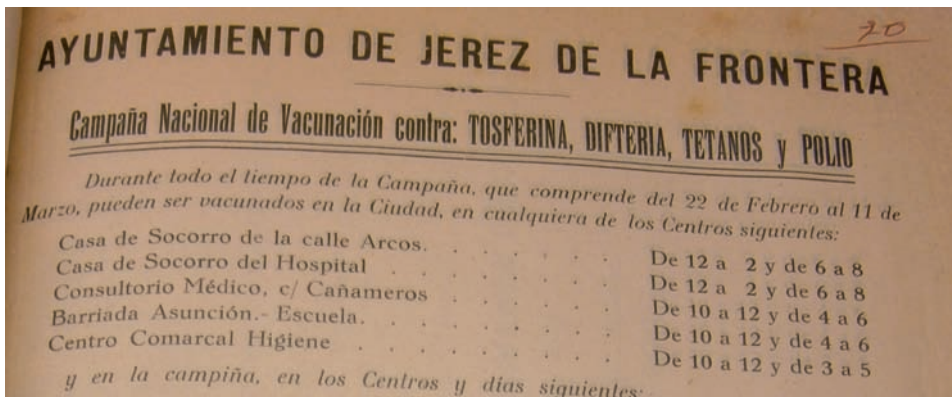 20
AYUNTAMIENTO DE JEREZ DE LA FRONTERA
Campaña Nacional de Vacunación contra: TOSFERINA, DIFTERIA, TETANOS y POLIO
Durante todo el tiempo de la Campaña, que comprende del 22 de Febrero al 11 de
Marzo, pueden ser vacunados en la Ciudad, en cualquiera de los Centros siguientes:
Casa de Socorro de la calle Arcos. . . . . . . De 12 a 2 y de 6 a 8
Casa de Socorro del Hospital . . . . . . . De 12 a 2 y de 6 a 8
Consultorio Médico, c/ Cañameros . . . . . . De 10 a 12 y de 4 a 6
Barriada Asunción.- Escuela. . . . . . . . De 10 a 12 y de 4 a 6
Centro Comarcal Higiene . . . . . . . . De 10 a 12 y de 3 a 5
y en la campiña, en los Centros y días siguientes: